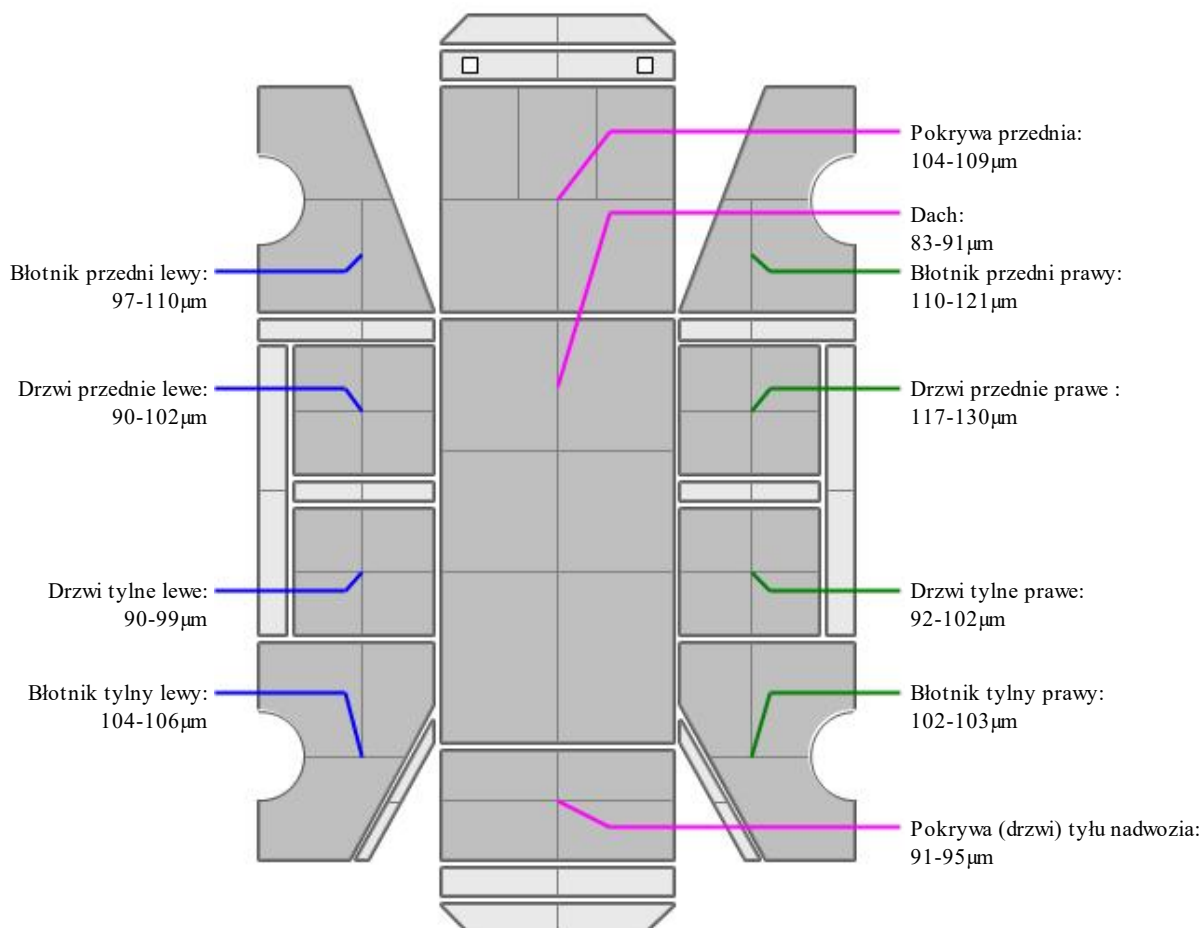 Pokrywa przednia:
104-109µm
Dach:
83-91µm
Błotnik przedni lewy:
97-110µm
Błotnik przedni prawy:
110-121µm
Drzwi przednie lewe:
90-102µm
Drzwi przednie prawe :
117-130µm
Drzwi tylne lewe:
90-99µm
Drzwi tylne prawe:
92-102µm
Błotnik tylny lewy:
104-106µm
Błotnik tylny prawy:
102-103µm
Pokrywa (drzwi) tyłu nadwozia:
91-95µm